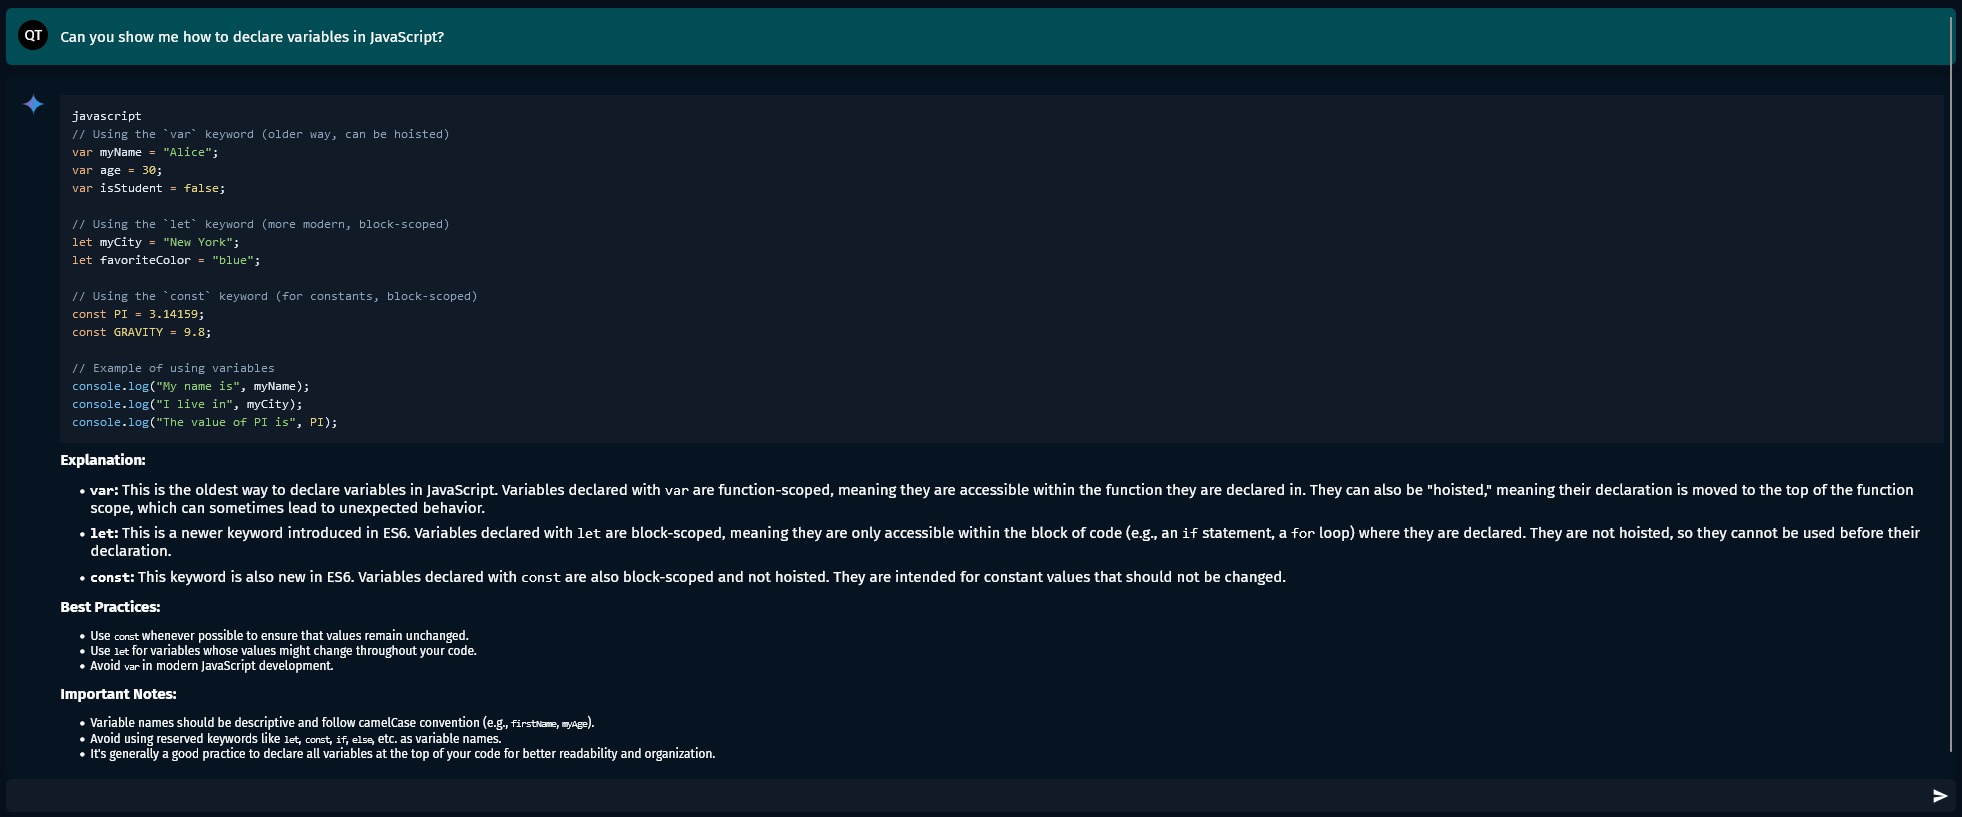 QT Can you show me how to declare variables in JavaScript?
javascript
// Using the `var` keyword (older way, can be hoisted)
var myName = "Alice";
var age = 30;
var isStudent = false;
// Using the `let` keyword (more modern, block-scoped)
let myCity = "New York";
let favoriteColor = "blue";
// Using the `const` keyword (for constants, block-scoped)
const PI = 3.14159;
const GRAVITY = 9.8;
// Example of using variables
console.log("My name is", myName);
console.log("I live in", myCity);
console.log("The value of PI is", PI);
Explanation:
• var: This is the oldest way to declare variables in JavaScript. Variables declared with var are function-scoped, meaning they are accessible within the function they are declared in. They can also be "hoisted," meaning their declaration is moved to the top of the function
scope, which can sometimes lead to unexpected behavior.
• let: This is a newer keyword introduced in ES6. Variables declared with let are block-scoped, meaning they are only accessible within the block of code (e.g., an if statement, a for loop) where they are declared. They are not hoisted, so they cannot be used before their
declaration.
• const: This keyword is also new in ES6. Variables declared with const are also block-scoped and not hoisted. They are intended for constant values that should not be changed.
Best Practices:
• Use const whenever possible to ensure that values remain unchanged.
• Use let for variables whose values might change throughout your code.
• Avoid var in modern JavaScript development.
Important Notes:
• Variable names should be descriptive and follow camelCase convention (e.g., firstName, myAge).
• Avoid using reserved keywords like let, const, if, else, etc. as variable names.
• It's generally a good practice to declare all variables at the top of your code for better readability and organization.